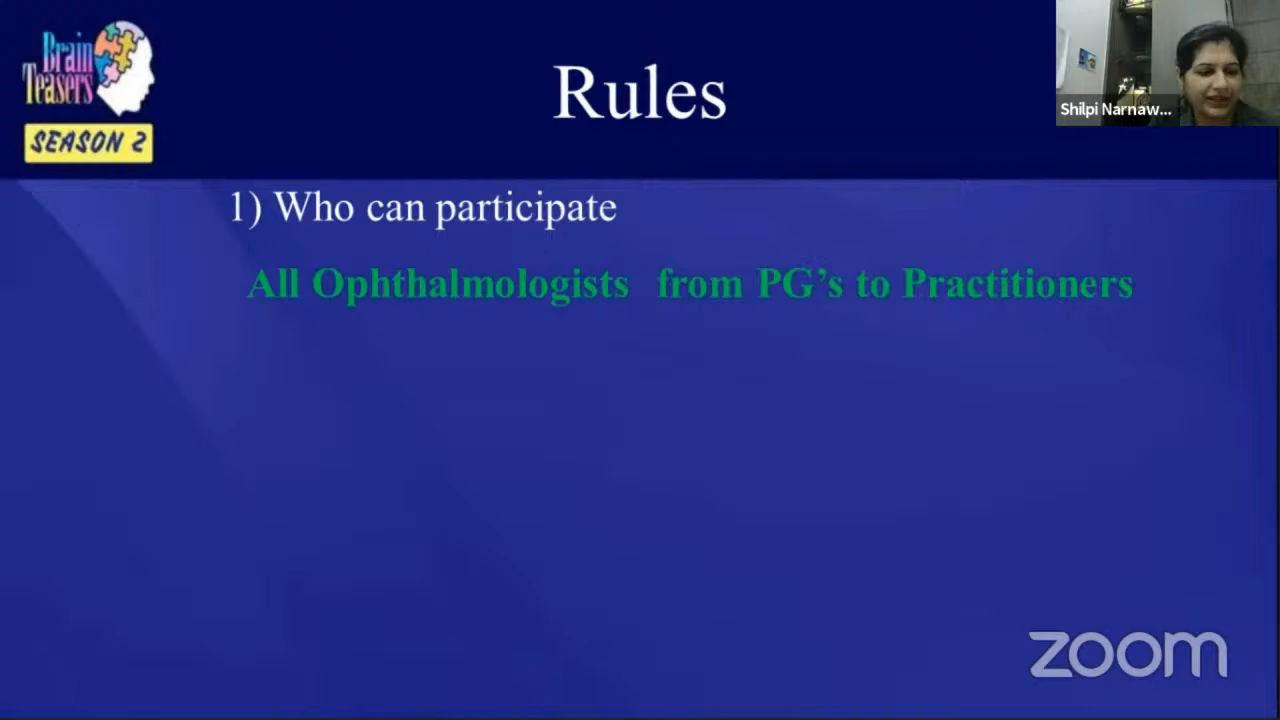 Brain
Teasers
SEASON 2
Rules
Shilpi Narnaw...
1) Who can participate
All Ophthalmologists from PG's to Practitioners
zoom